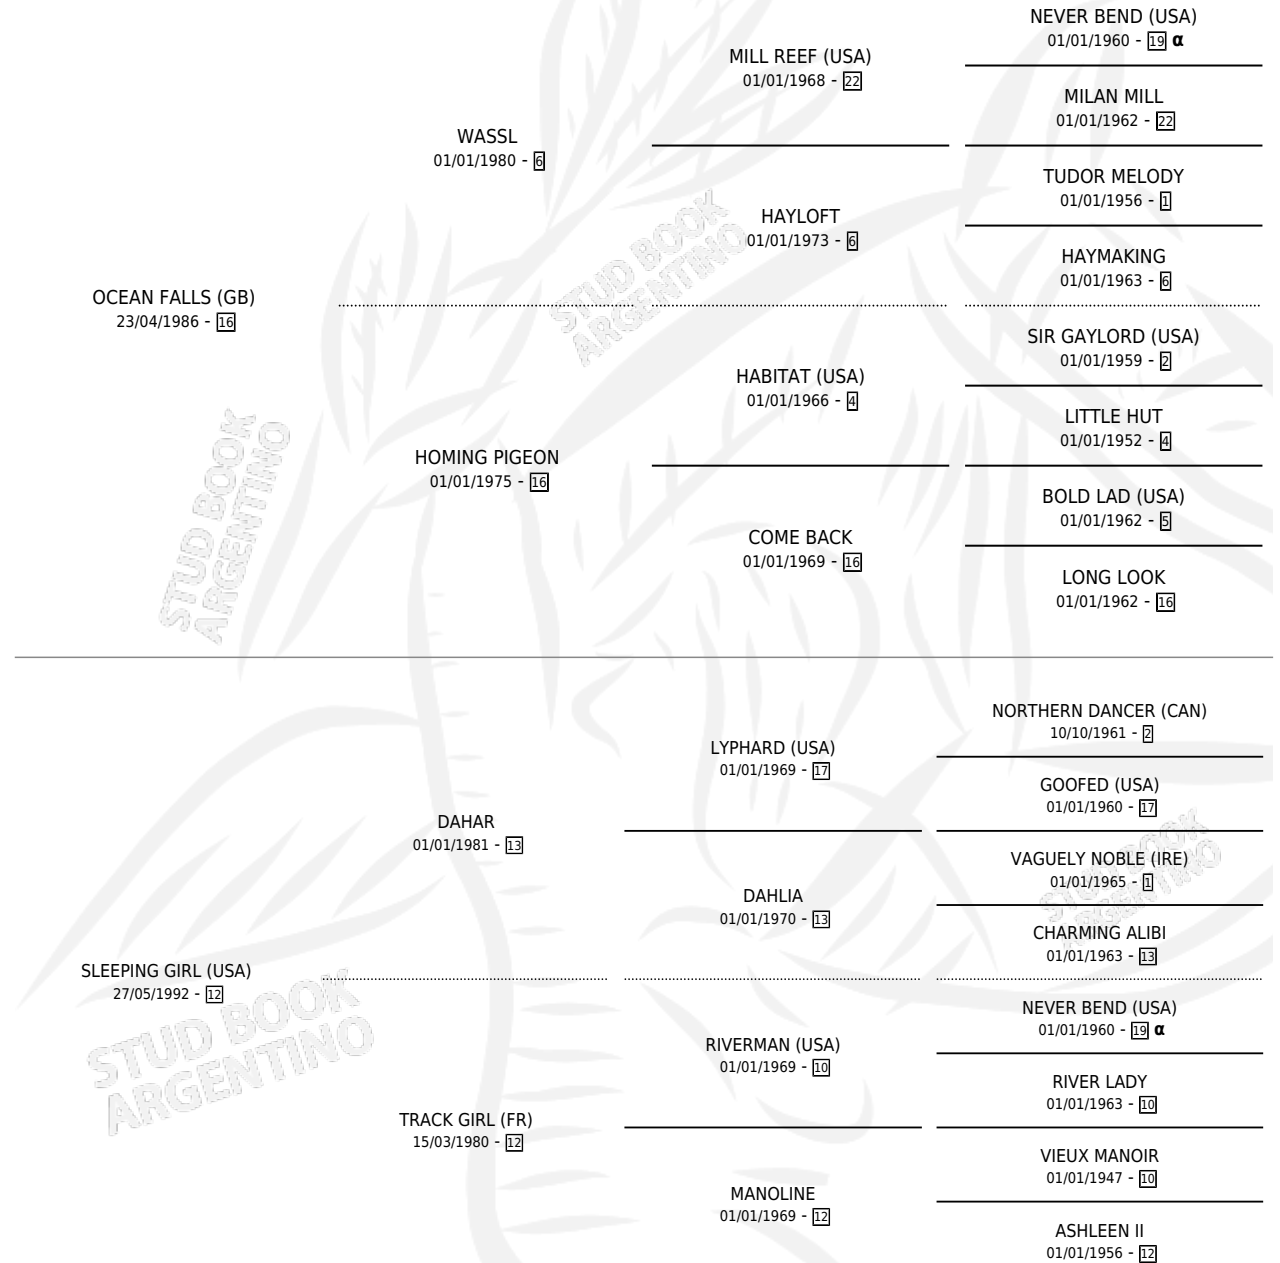 NEVER BEND (USA)
01/01/1960 - 19 α
MILL REEF (USA)
01/01/1968 - 22
MILAN MILL
01/01/1962 - 22
WASSL
01/01/1980 - 6
TUDOR MELODY
01/01/1956 - 1
HAYLOFT
01/01/1973 - 6
HAYMAKING
01/01/1963 - 6
OCEAN FALLS (GB)
23/04/1986 - 16
SIR GAYLORD (USA)
01/01/1959 - 2
HABITAT (USA)
01/01/1966 - 4
LITTLE HUT
01/01/1952 - 4
HOMING PIGEON
01/01/1975 - 16
BOLD LAD (USA)
01/01/1962 - 5
COME BACK
01/01/1969 - 16
LONG LOOK
01/01/1962 - 16
NORTHERN DANCER (CAN)
10/10/1961 - 2
LYPHARD (USA)
01/01/1969 - 17
GOOFED (USA)
01/01/1960 - 17
DAHAR
01/01/1981 - 13
VAGUELY NOBLE (IRE)
01/01/1965 - 1
DAHLIA
01/01/1970 - 13
CHARMING ALIBI
01/01/1963 - 13
SLEEPING GIRL (USA)
27/05/1992 - 12
NEVER BEND (USA)
01/01/1960 - 19 α
RIVERMAN (USA)
01/01/1969 - 10
RIVER LADY
01/01/1963 - 10
TRACK GIRL (FR)
15/03/1980 - 12
VIEUX MANOIR
01/01/1947 - 10
MANOLINE
01/01/1969 - 12
ASHLEEN II
01/01/1956 - 12
STUD BOOK
ARGENTINO
STUD BOOK
ARGENTINO
STUD BOOK
ARGENTINO
STUD BOOK
ARGENTINO